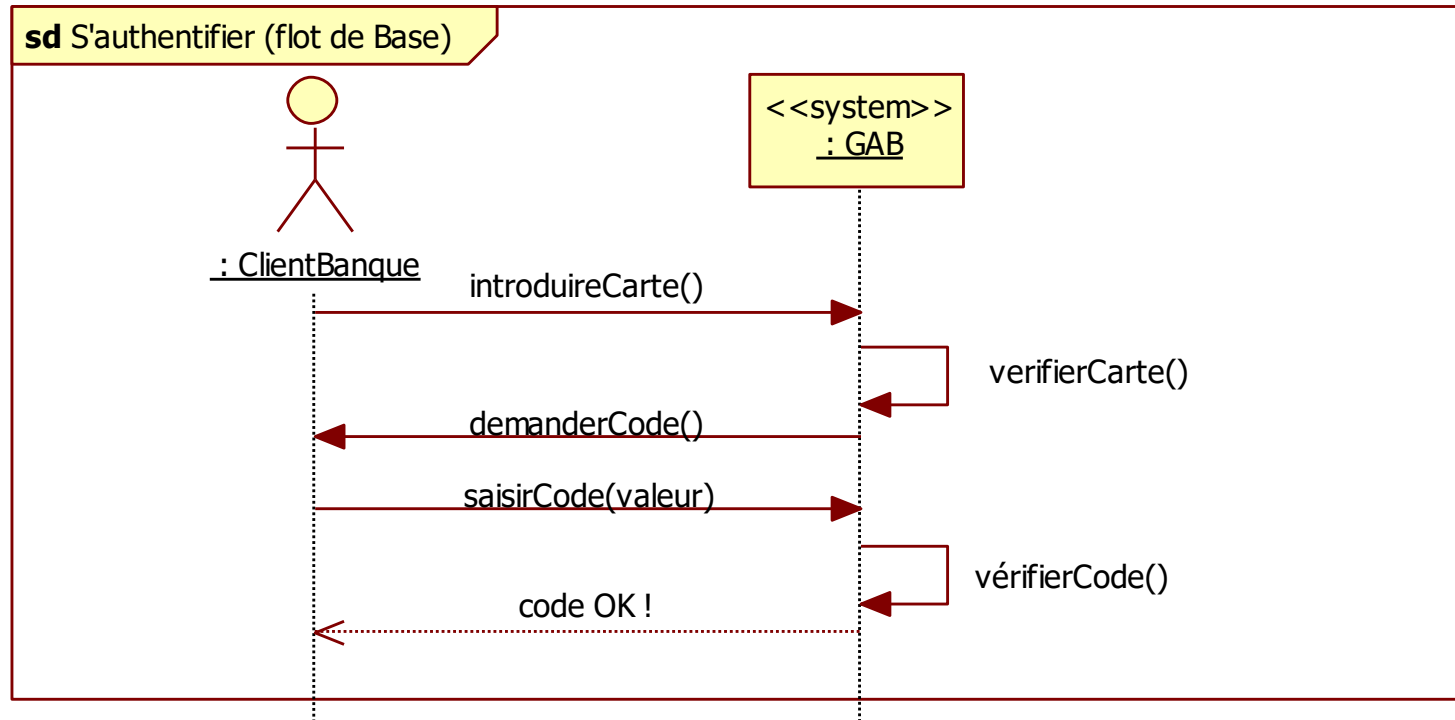 sd S'authentifier (flot de Base)
<<system>>
: GAB
: ClientBanque
introduireCarte()
verifierCarte()
demanderCode()
saisirCode(valeur)
vérifierCode()
code OK !